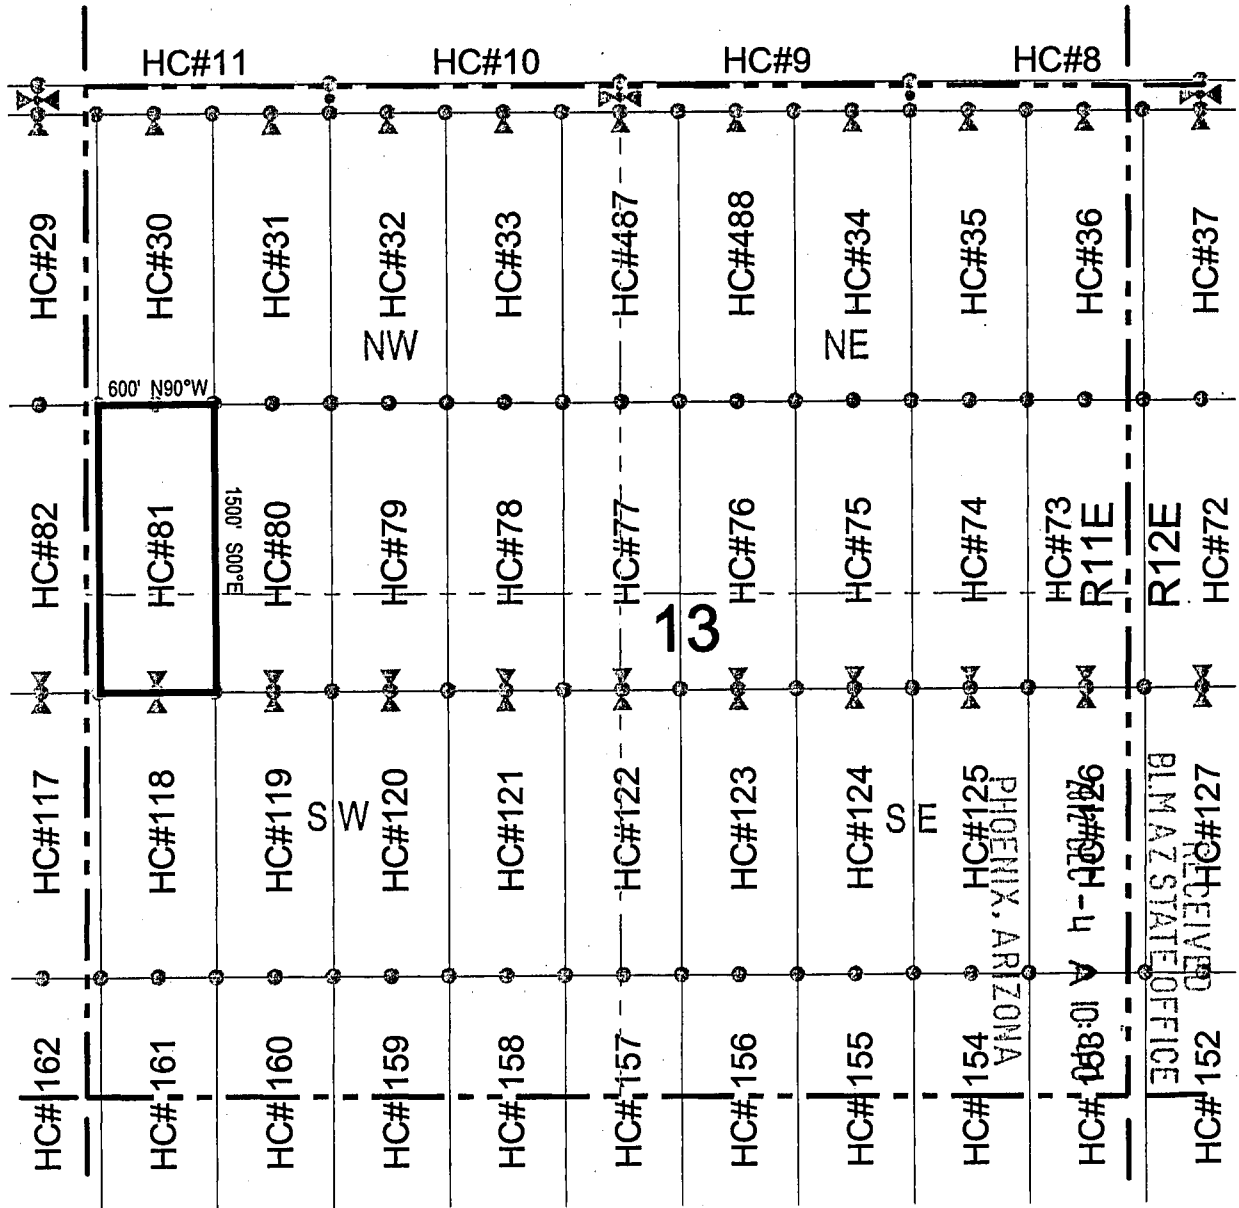 HC#11 HC#10 HC#9 HC#8
HC#29 HC#30 HC#31 HC#32 HC#33 HC#487 HC#488 HC#34 HC#35 HC#36 HC#37
NW NE
600' N90°W
HC#82 HC#81 1500' S00°E HC#80 HC#79 HC#78 HC#77 HC#76 HC#75 HC#74 HC#73 R11E R12E HC#72
13
HC#117 HC#118 HC#119 HC#120 HC#121 HC#122 HC#123 HC#124 HC#125 HC#126 HC#127
SW SE
RECEIVED
BLM AZ STATE OFFICE
DEC -4 A 10:
PHOENIX, ARIZONA
HC# 162 HC# 161 HC# 160 HC# 159 HC# 158 HC# 157 HC# 156 HC# 155 HC# 154 HC# 153 HC# 152